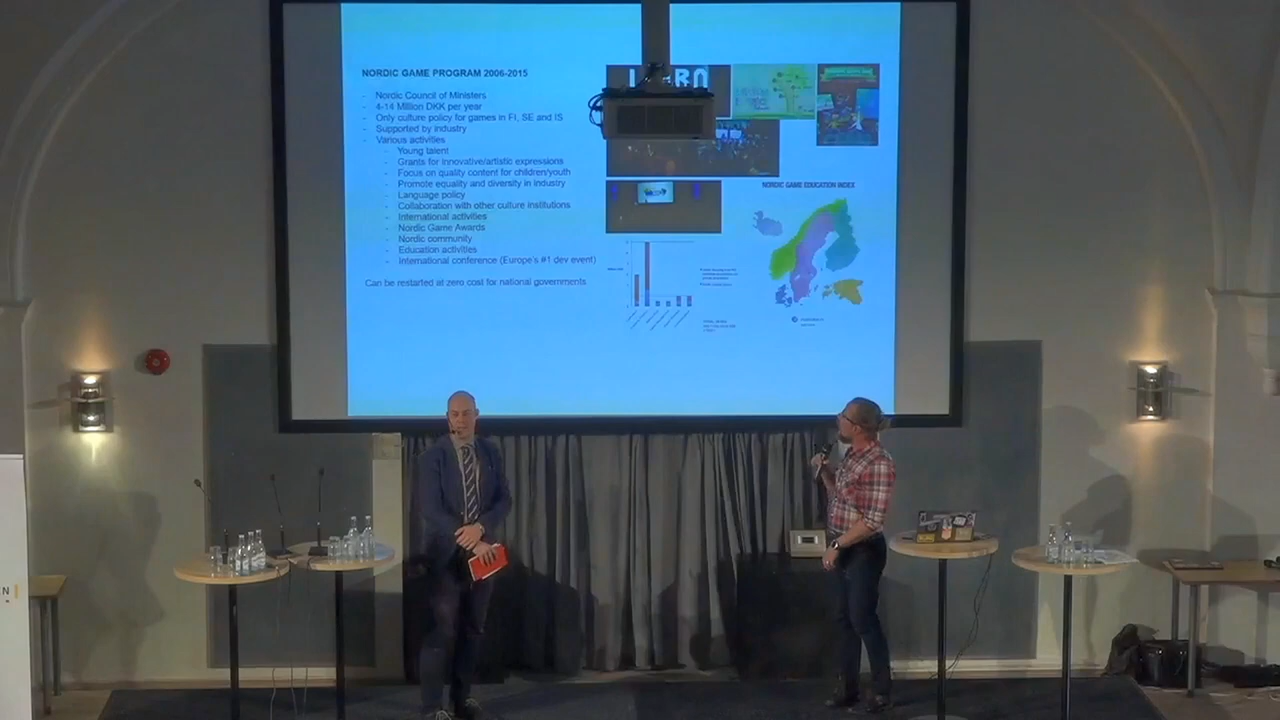 NORDIC GAME PROGRAM 2006-2015
- Nordic Council of Ministers
- 4-14 Million DKK per year
- Only culture policy for games in FI, SE and IS
- Supported by industry
- Various activities
- Young talent
- Grants for innovative/artistic expressions
- Focus on quality content for children/youth
- Promote equality and diversity in industry
- Language policy
- Collaboration with other culture institutions
- International activities
- Nordic Game Awards
- Nordic community
- Education activities
- International conference (Europe's #1 dev event)
Can be restarted at zero cost for national governments
NORDIC GAME EDUCATION INDEX
N